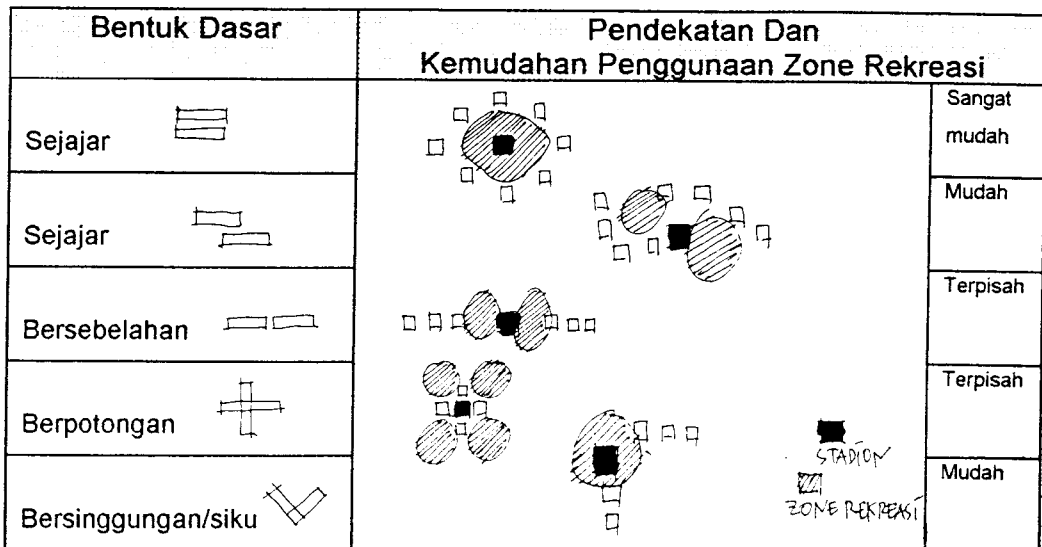 Bentuk Dasar
Pendekatan Dan
Kemudahan Penggunaan Zone Rekreasi
Sejajar
Sangat
mudah
Sejajar
Mudah
Bersebelahan
Terpisah
Berpotongan
Terpisah
STADION
Bersinggungan/siku
Mudah
ZONE REKREASI